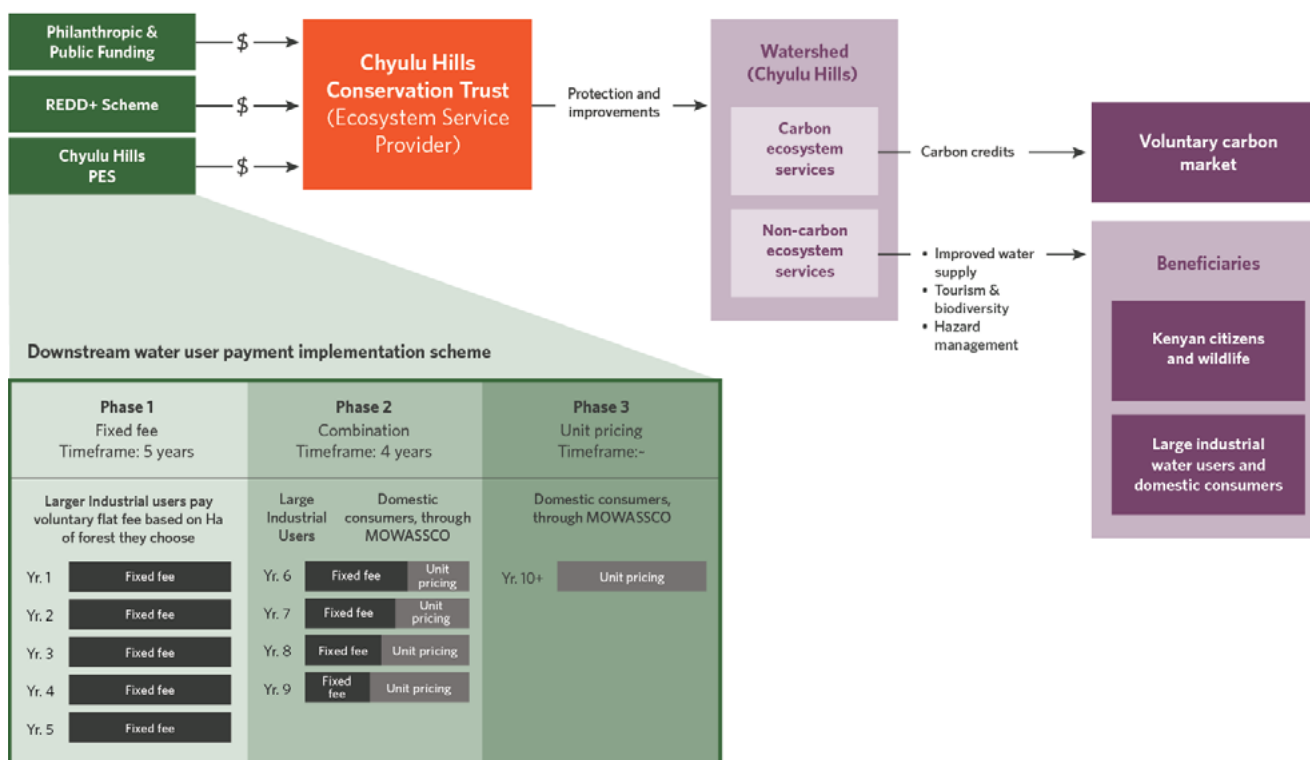 Philanthropic &
Public Funding
$
REDD+ Scheme
$
Chyulu Hills
PES
$
Chyulu Hills
Conservation Trust
(Ecosystem Service
Provider)
Protection and
improvements
Watershed
(Chyulu Hills)
Carbon
ecosystem
services
Non-carbon
ecosystem
services
Carbon credits
▪ Improved water
supply
▪ Tourism &
biodiversity
▪ Hazard
management
Voluntary carbon
market
Beneficiaries
Kenyan citizens
and wildlife
Large industrial
water users and
domestic consumers
Downstream water user payment implementation scheme
Phase 1
Fixed fee
Timeframe: 5 years
Larger Industrial users pay
voluntary flat fee based on Ha
of forest they choose
Yr. 1 Fixed fee
Yr. 2 Fixed fee
Yr. 3 Fixed fee
Yr. 4 Fixed fee
Yr. 5 Fixed fee
Phase 2
Combination
Timeframe: 4 years
Large
Industrial
Users
Domestic
consumers, through
MOWASSCO
Yr. 6 Fixed fee Unit
pricing
Yr. 7 Fixed fee Unit
pricing
Yr. 8 Fixed fee Unit pricing
Yr. 9 Fixed
fee Unit pricing
Phase 3
Unit pricing
Timeframe:-
Domestic consumers,
through MOWASSCO
Yr. 10+ Unit pricing